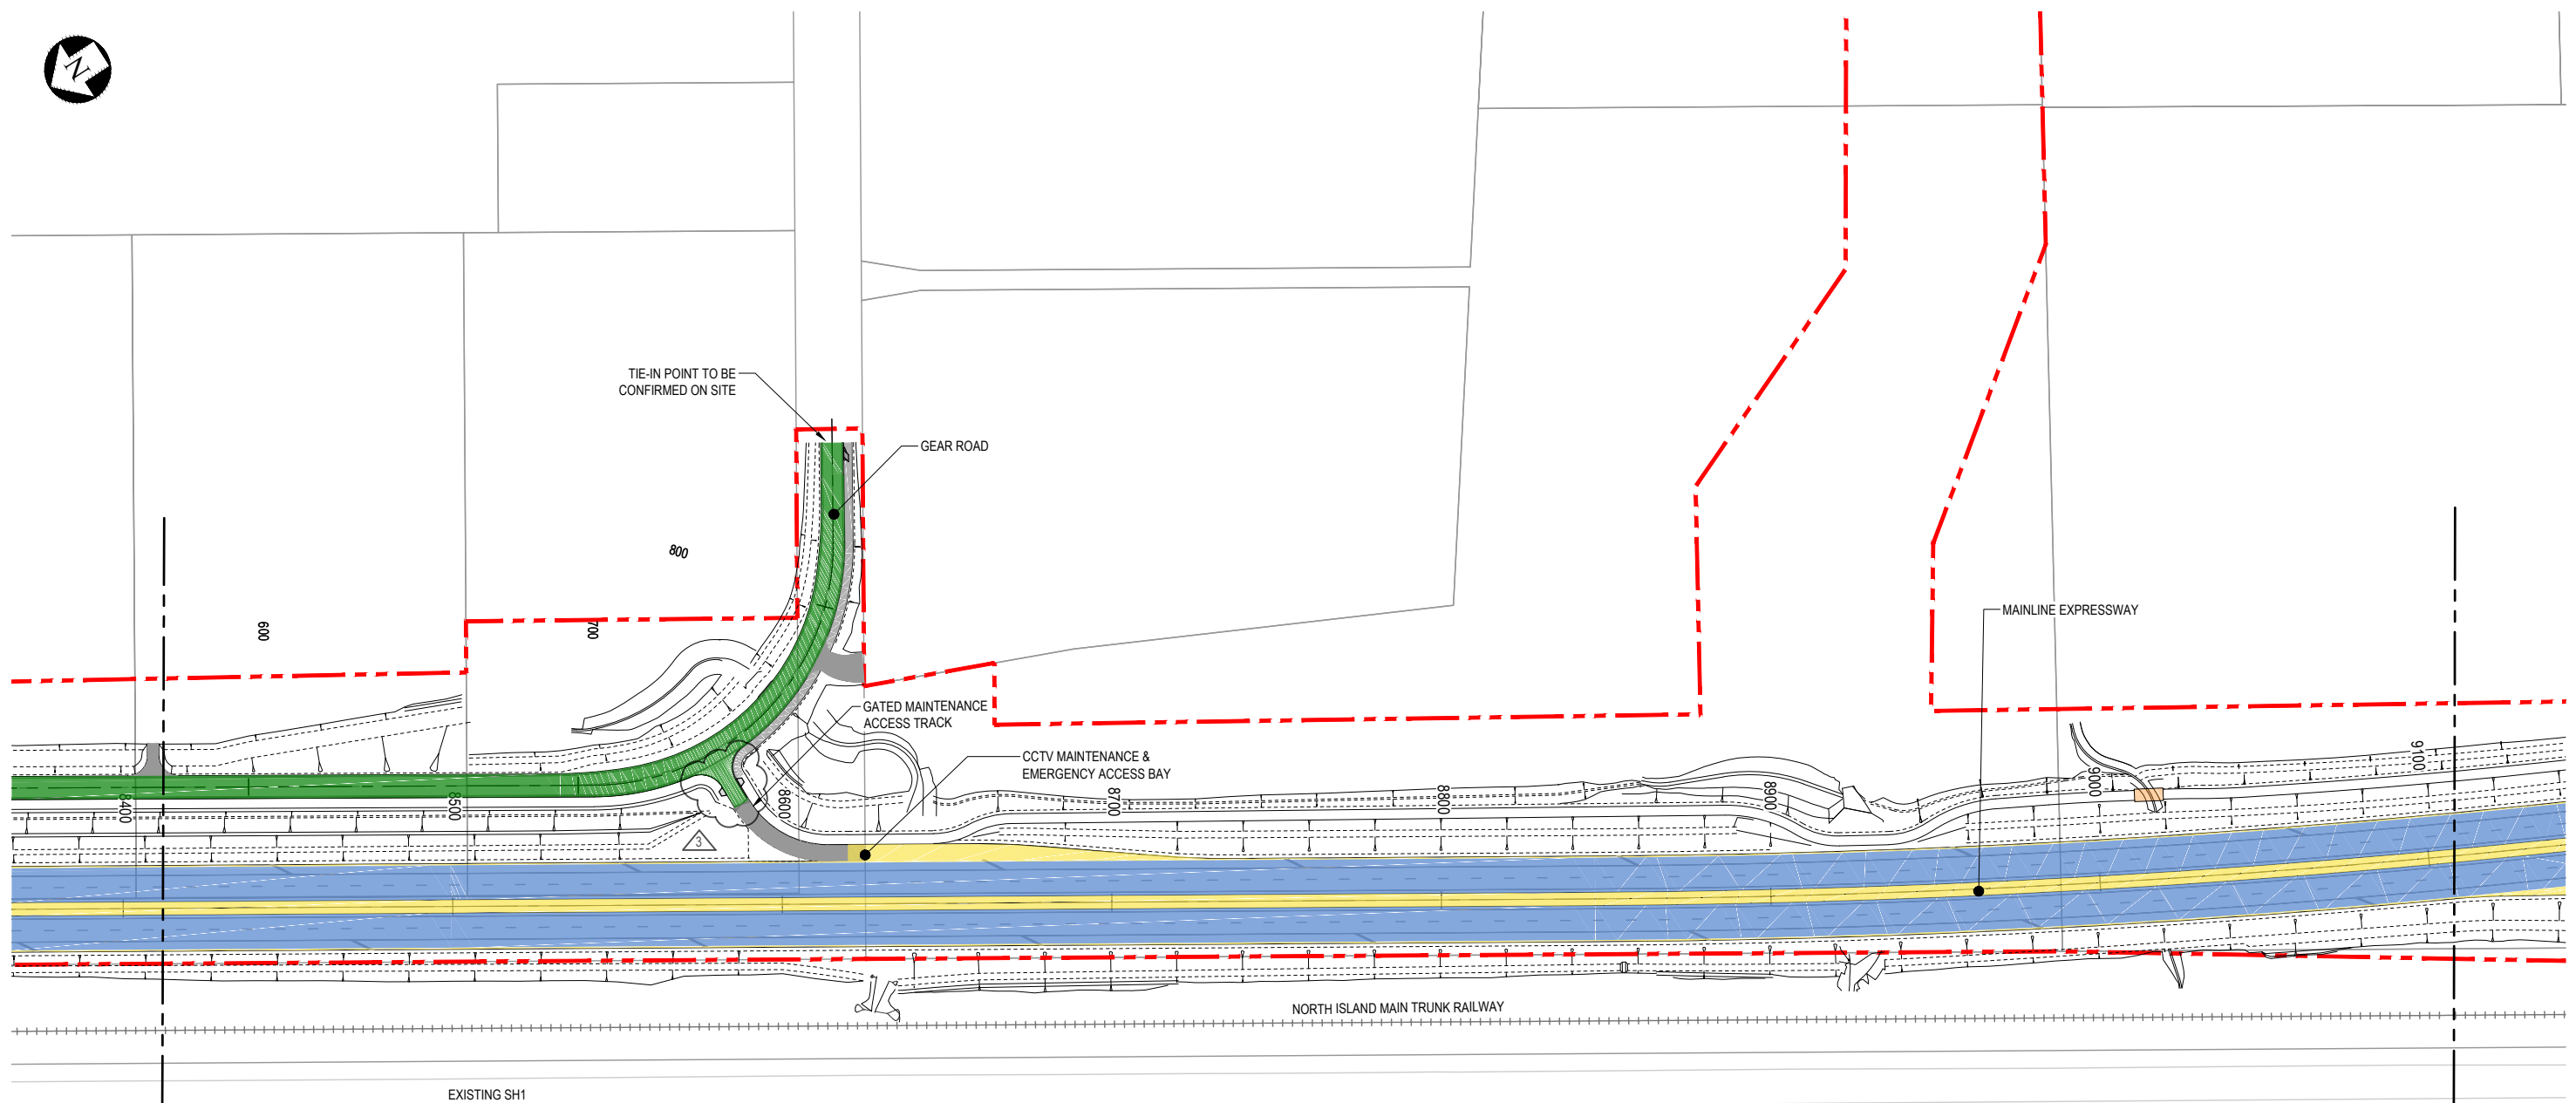 N
TIE-IN POINT TO BE
CONFIRMED ON SITE
GEAR ROAD
800
600
700
MAINLINE EXPRESSWAY
GATED MAINTENANCE
ACCESS TRACK
CCTV MAINTENANCE &
EMERGENCY ACCESS BAY
8400
8500
8600
8700
8800
8900
9000
9100
3
NORTH ISLAND MAIN TRUNK RAILWAY
EXISTING SH1